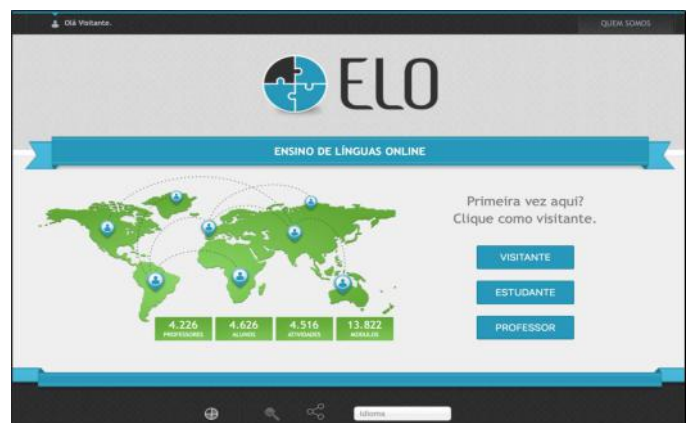 Olá Visitante.
QUEM SOMOS
ELO
ENSINO DE LÍNGUAS ONLINE
Primeira vez aqui?
Clique como visitante.
VISITANTE
ESTUDANTE
PROFESSOR
4.226 4.626 4.516 13.822
PROFESSORES ALUNOS ATIVIDADES MÓDULOS
Idioma